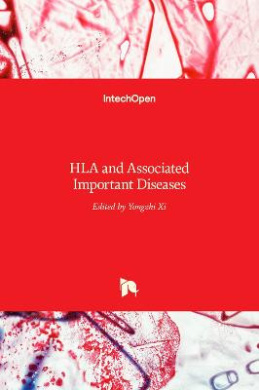 IntechOpen
HLA and Associated
Important Diseases
Edited by Yongzhi Xi